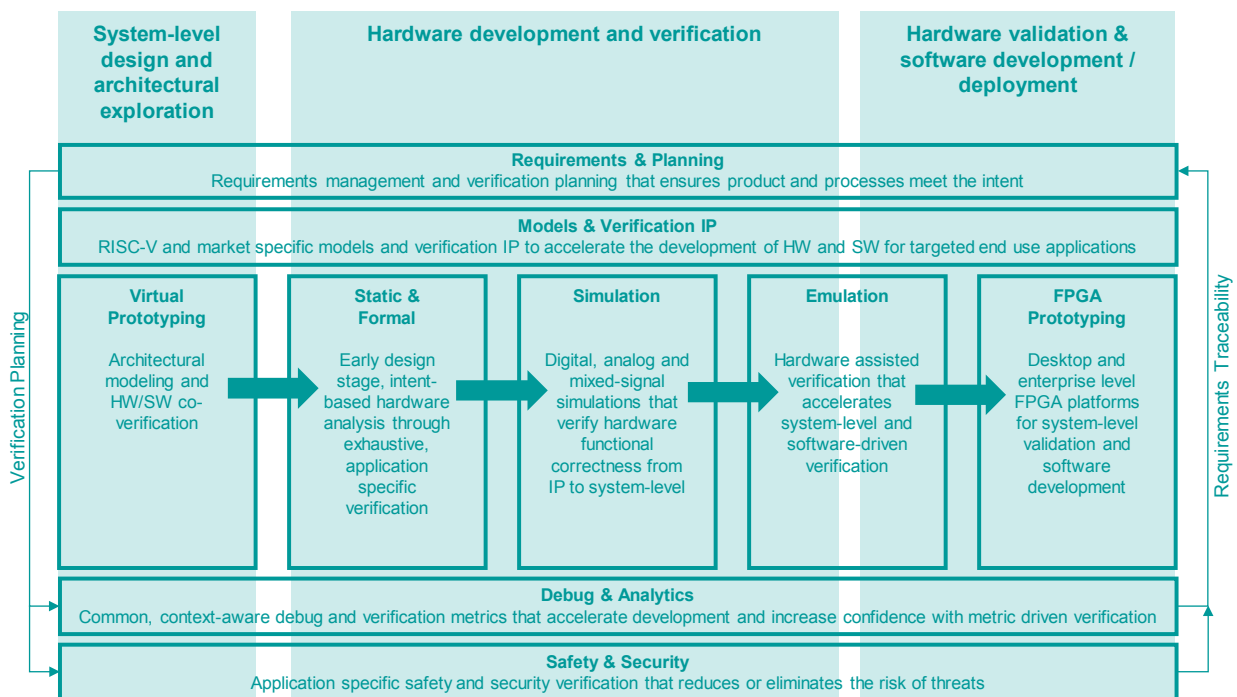 System-level
design and
architectural
exploration
Hardware development and verification
Hardware validation &
software development /
deployment
Requirements & Planning
Requirements management and verification planning that ensures product and processes meet the intent
Models & Verification IP
RISC-V and market specific models and verification IP to accelerate the development of HW and SW for targeted end use applications
Verification Planning
Virtual
Prototyping
Architectural
modeling and
HW/SW co-
verification
Static &
Formal
Early design
stage, intent-
based hardware
analysis through
exhaustive,
application
specific
verification
Simulation
Digital, analog and
mixed-signal
simulations that
verify hardware
functional
correctness from
IP to system-level
Emulation
Hardware assisted
verification that
accelerates
system-level and
software-driven
verification
FPGA
Prototyping
Desktop and
enterprise level
FPGA platforms
for system-level
validation and
software
development
Requirements Traceability
Debug & Analytics
Common, context-aware debug and verification metrics that accelerate development and increase confidence with metric driven verification
Safety & Security
Application specific safety and security verification that reduces or eliminates the risk of threats